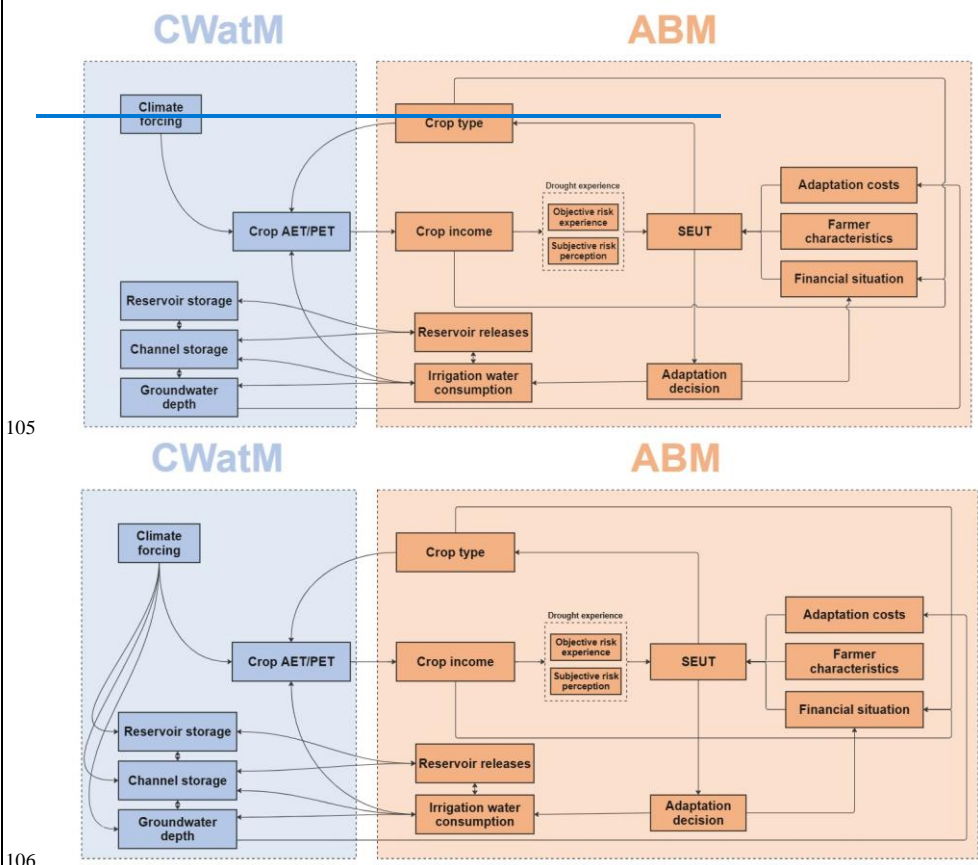 CWatM
ABM
Climate
forcing
Crop type
Drought experience
Objective risk
experience
Subjective risk
perception
Crop AET/PET
Crop income
SEUT
Adaptation costs
Farmer
characteristics
Financial situation
Reservoir storage
Channel storage
Groundwater
depth
Reservoir releases
Irrigation water
consumption
Adaptation
decision
105
CWatM
ABM
Climate
forcing
Crop type
Drought experience
Objective risk
experience
Subjective risk
perception
Crop AET/PET
Crop income
SEUT
Adaptation costs
Farmer
characteristics
Financial situation
Reservoir storage
Channel storage
Groundwater
depth
Reservoir releases
Irrigation water
consumption
Adaptation
decision
106